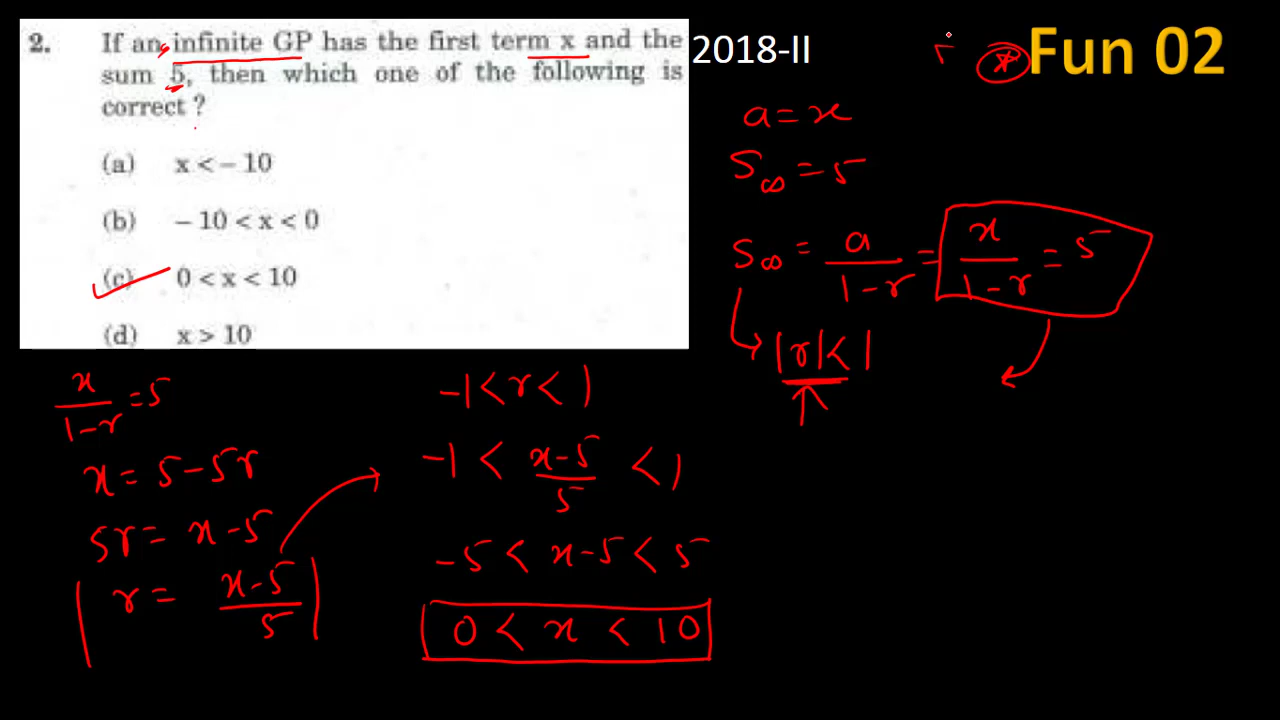 2. If an infinite GP has the first term x and the
sum 5, then which one of the following is
correct ?
(a) x < – 10
(b) – 10 < x < 0
(c) 0 < x < 10
(d) x > 10
2018-II
Fun 02
a = x
S∞ = 5
S∞ = a/(1-r) = x/(1-r) = 5
|r| < 1
x/(1-r) = 5
x = 5-5r
5r = x-5
r = (x-5)/5
-1 < r < 1
-1 < (x-5)/5 < 1
-5 < x-5 < 5
0 < x < 10